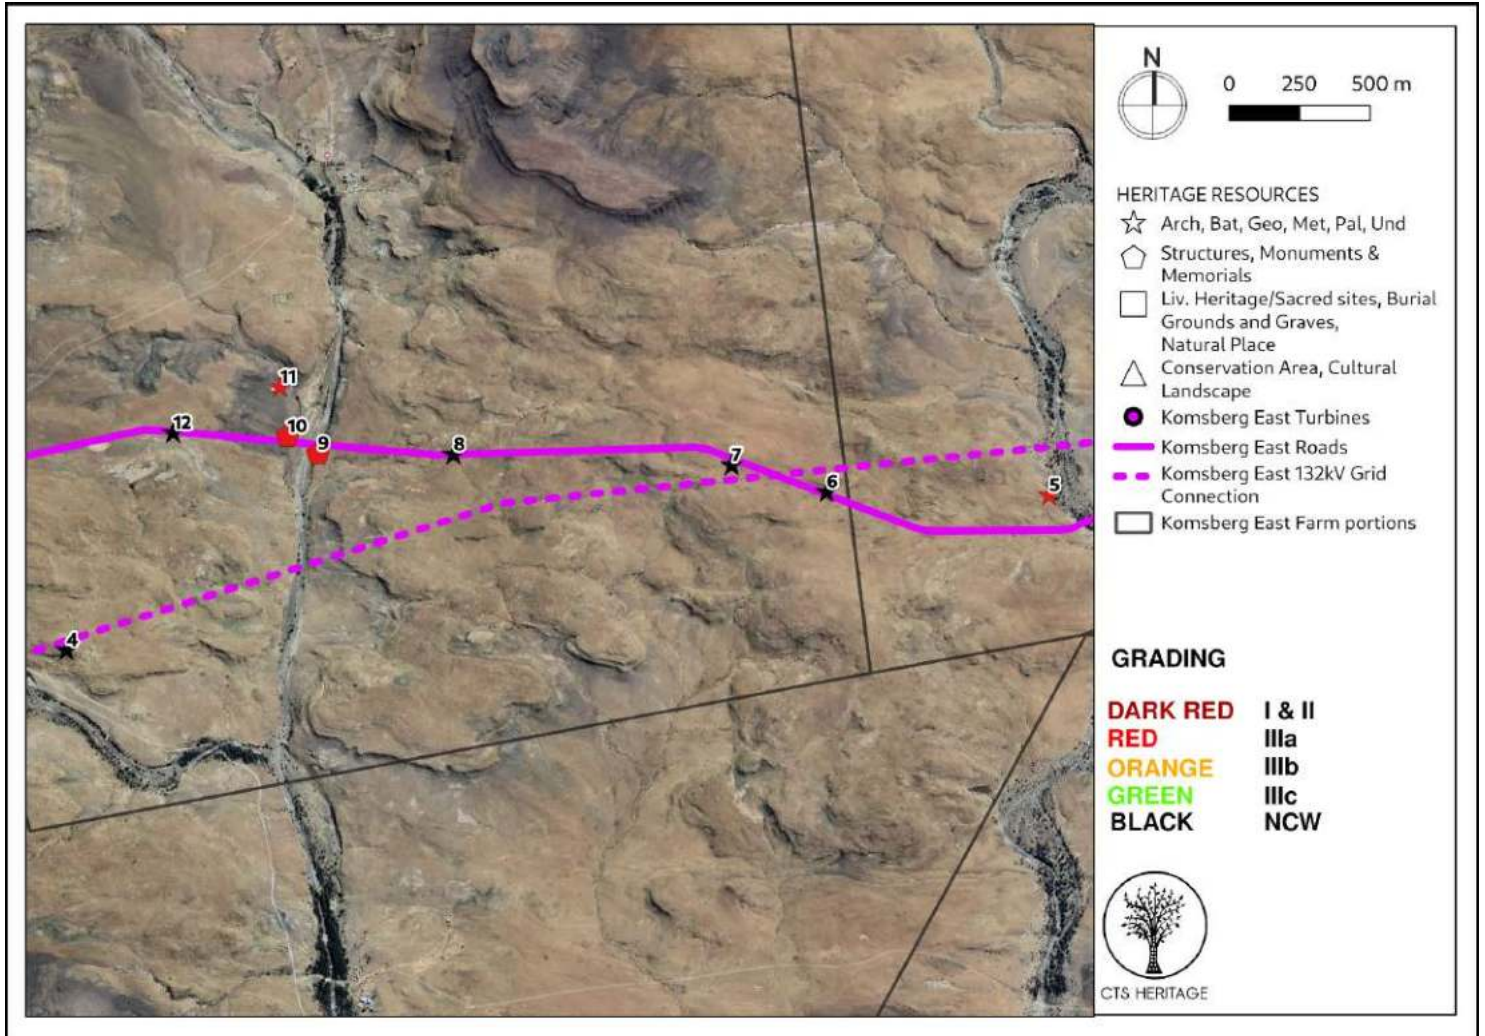 N
0 250 500 m
HERITAGE RESOURCES
Arch, Bat, Geo, Met, Pal, Und
Structures, Monuments &
Memorials
Liv. Heritage/Sacred sites, Burial
Grounds and Graves,
Natural Place
Conservation Area, Cultural
Landscape
Komsberg East Turbines
Komsberg East Roads
Komsberg East 132kV Grid
Connection
Komsberg East Farm portions
GRADING
DARK RED I & II
RED IIIa
ORANGE IIIb
GREEN IIIc
BLACK NCW
CTS HERITAGE
11
12
10
9
8
7
6
5
4